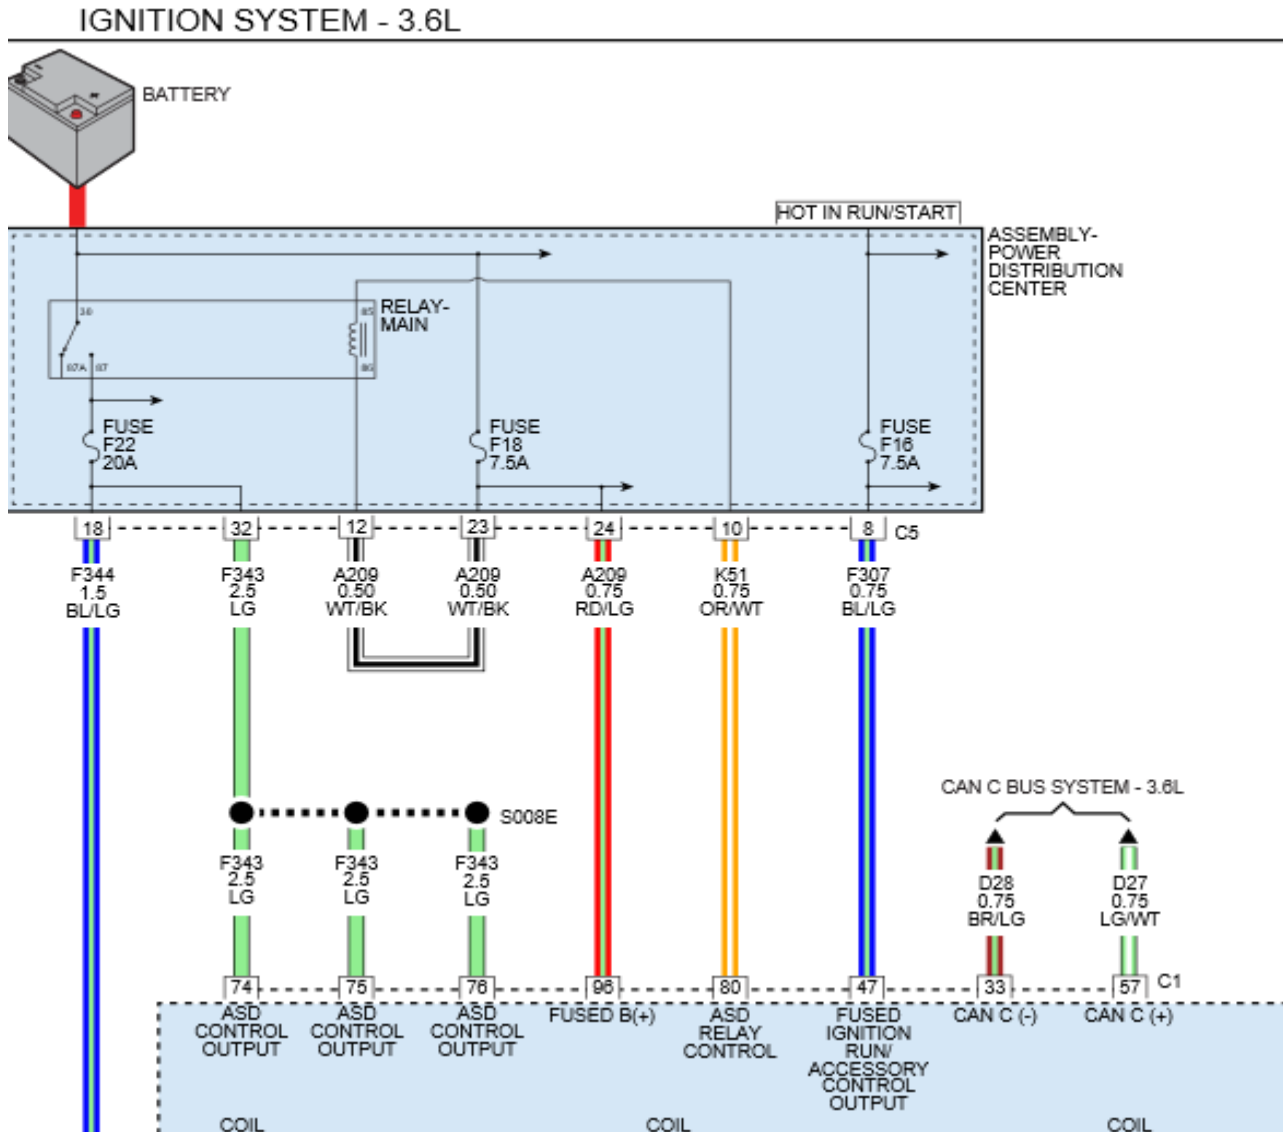 IGNITION SYSTEM - 3.6L
BATTERY
HOT IN RUN/START
ASSEMBLY-
POWER
DISTRIBUTION
CENTER
RELAY-
MAIN
30
85
87A
87
86
FUSE
F22
20A
FUSE
F18
7.5A
FUSE
F16
7.5A
18
32
12
23
24
10
8
C5
F344
1.5
BL/LG
F343
2.5
LG
A209
0.50
WT/BK
A209
0.50
WT/BK
A209
0.75
RD/LG
K51
0.75
OR/WT
F307
0.75
BL/LG
CAN C BUS SYSTEM - 3.6L
S008E
F343
2.5
LG
F343
2.5
LG
F343
2.5
LG
D28
0.75
BR/LG
D27
0.75
LG/WT
74
75
76
96
80
47
33
57
C1
ASD
CONTROL
OUTPUT
ASD
CONTROL
OUTPUT
ASD
CONTROL
OUTPUT
FUSED B(+)
ASD
RELAY
CONTROL
FUSED
IGNITION
RUN/
ACCESSORY
CONTROL
OUTPUT
CAN C (-)
CAN C (+)
COIL
COIL
COIL